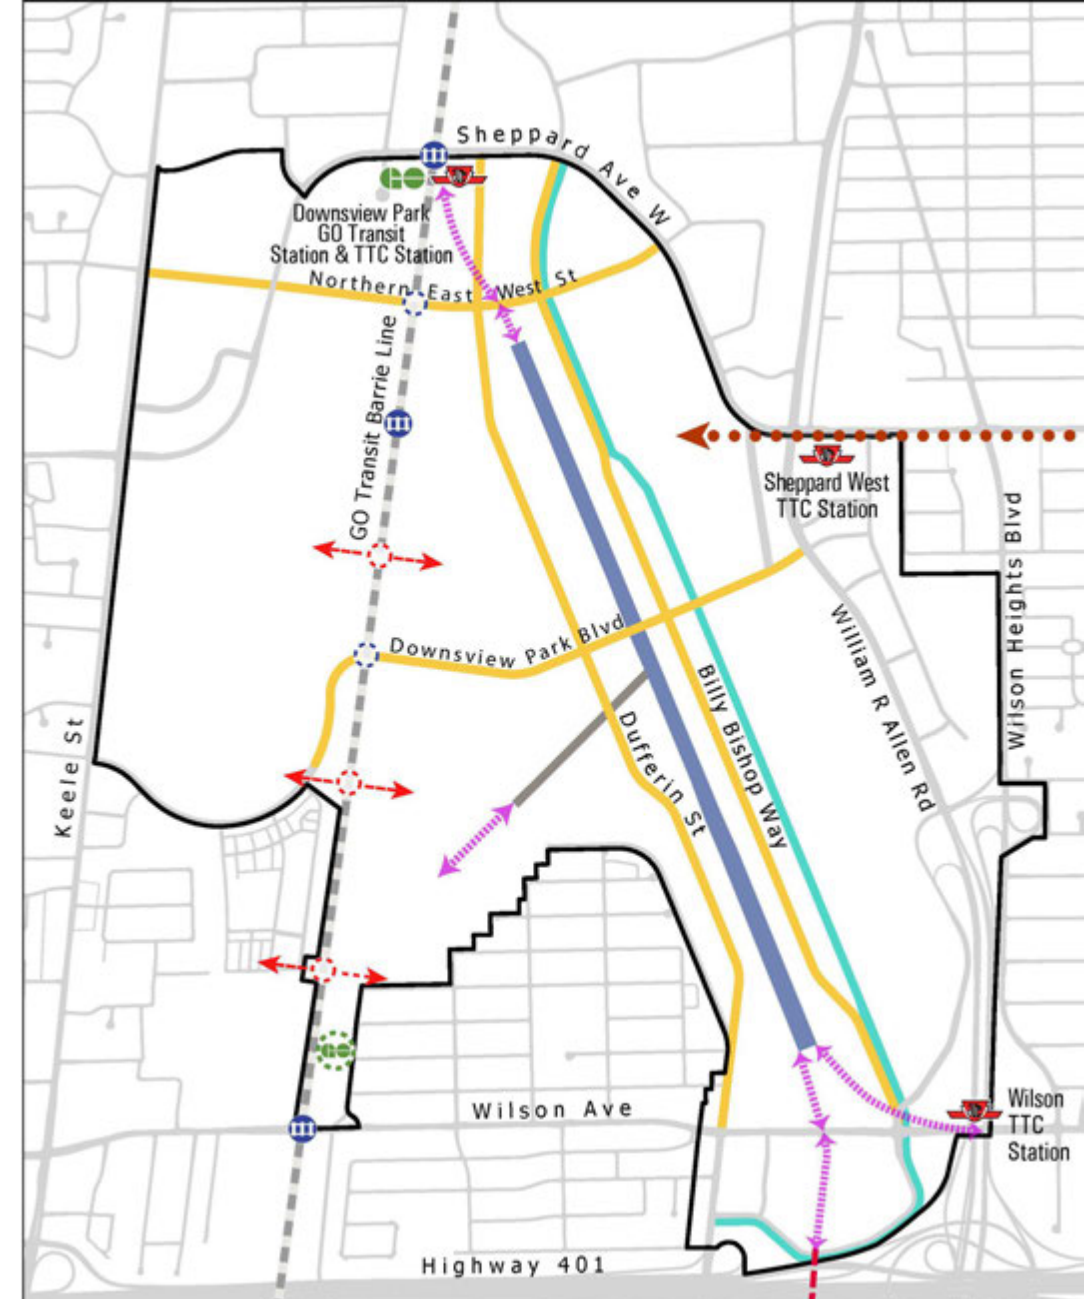 Sheppard Ave W
GO
Downsview Park
GO Transit
Station & TTC Station
Northern East West St
GO Transit Barrie Line
Sheppard West
TTC Station
Wilson Heights Blvd
Downsview Park Blvd
William R Allen Rd
Billy Bishop Way
Dufferin St
Keele St
GO
Wilson Ave
Wilson
TTC
Station
Highway 401